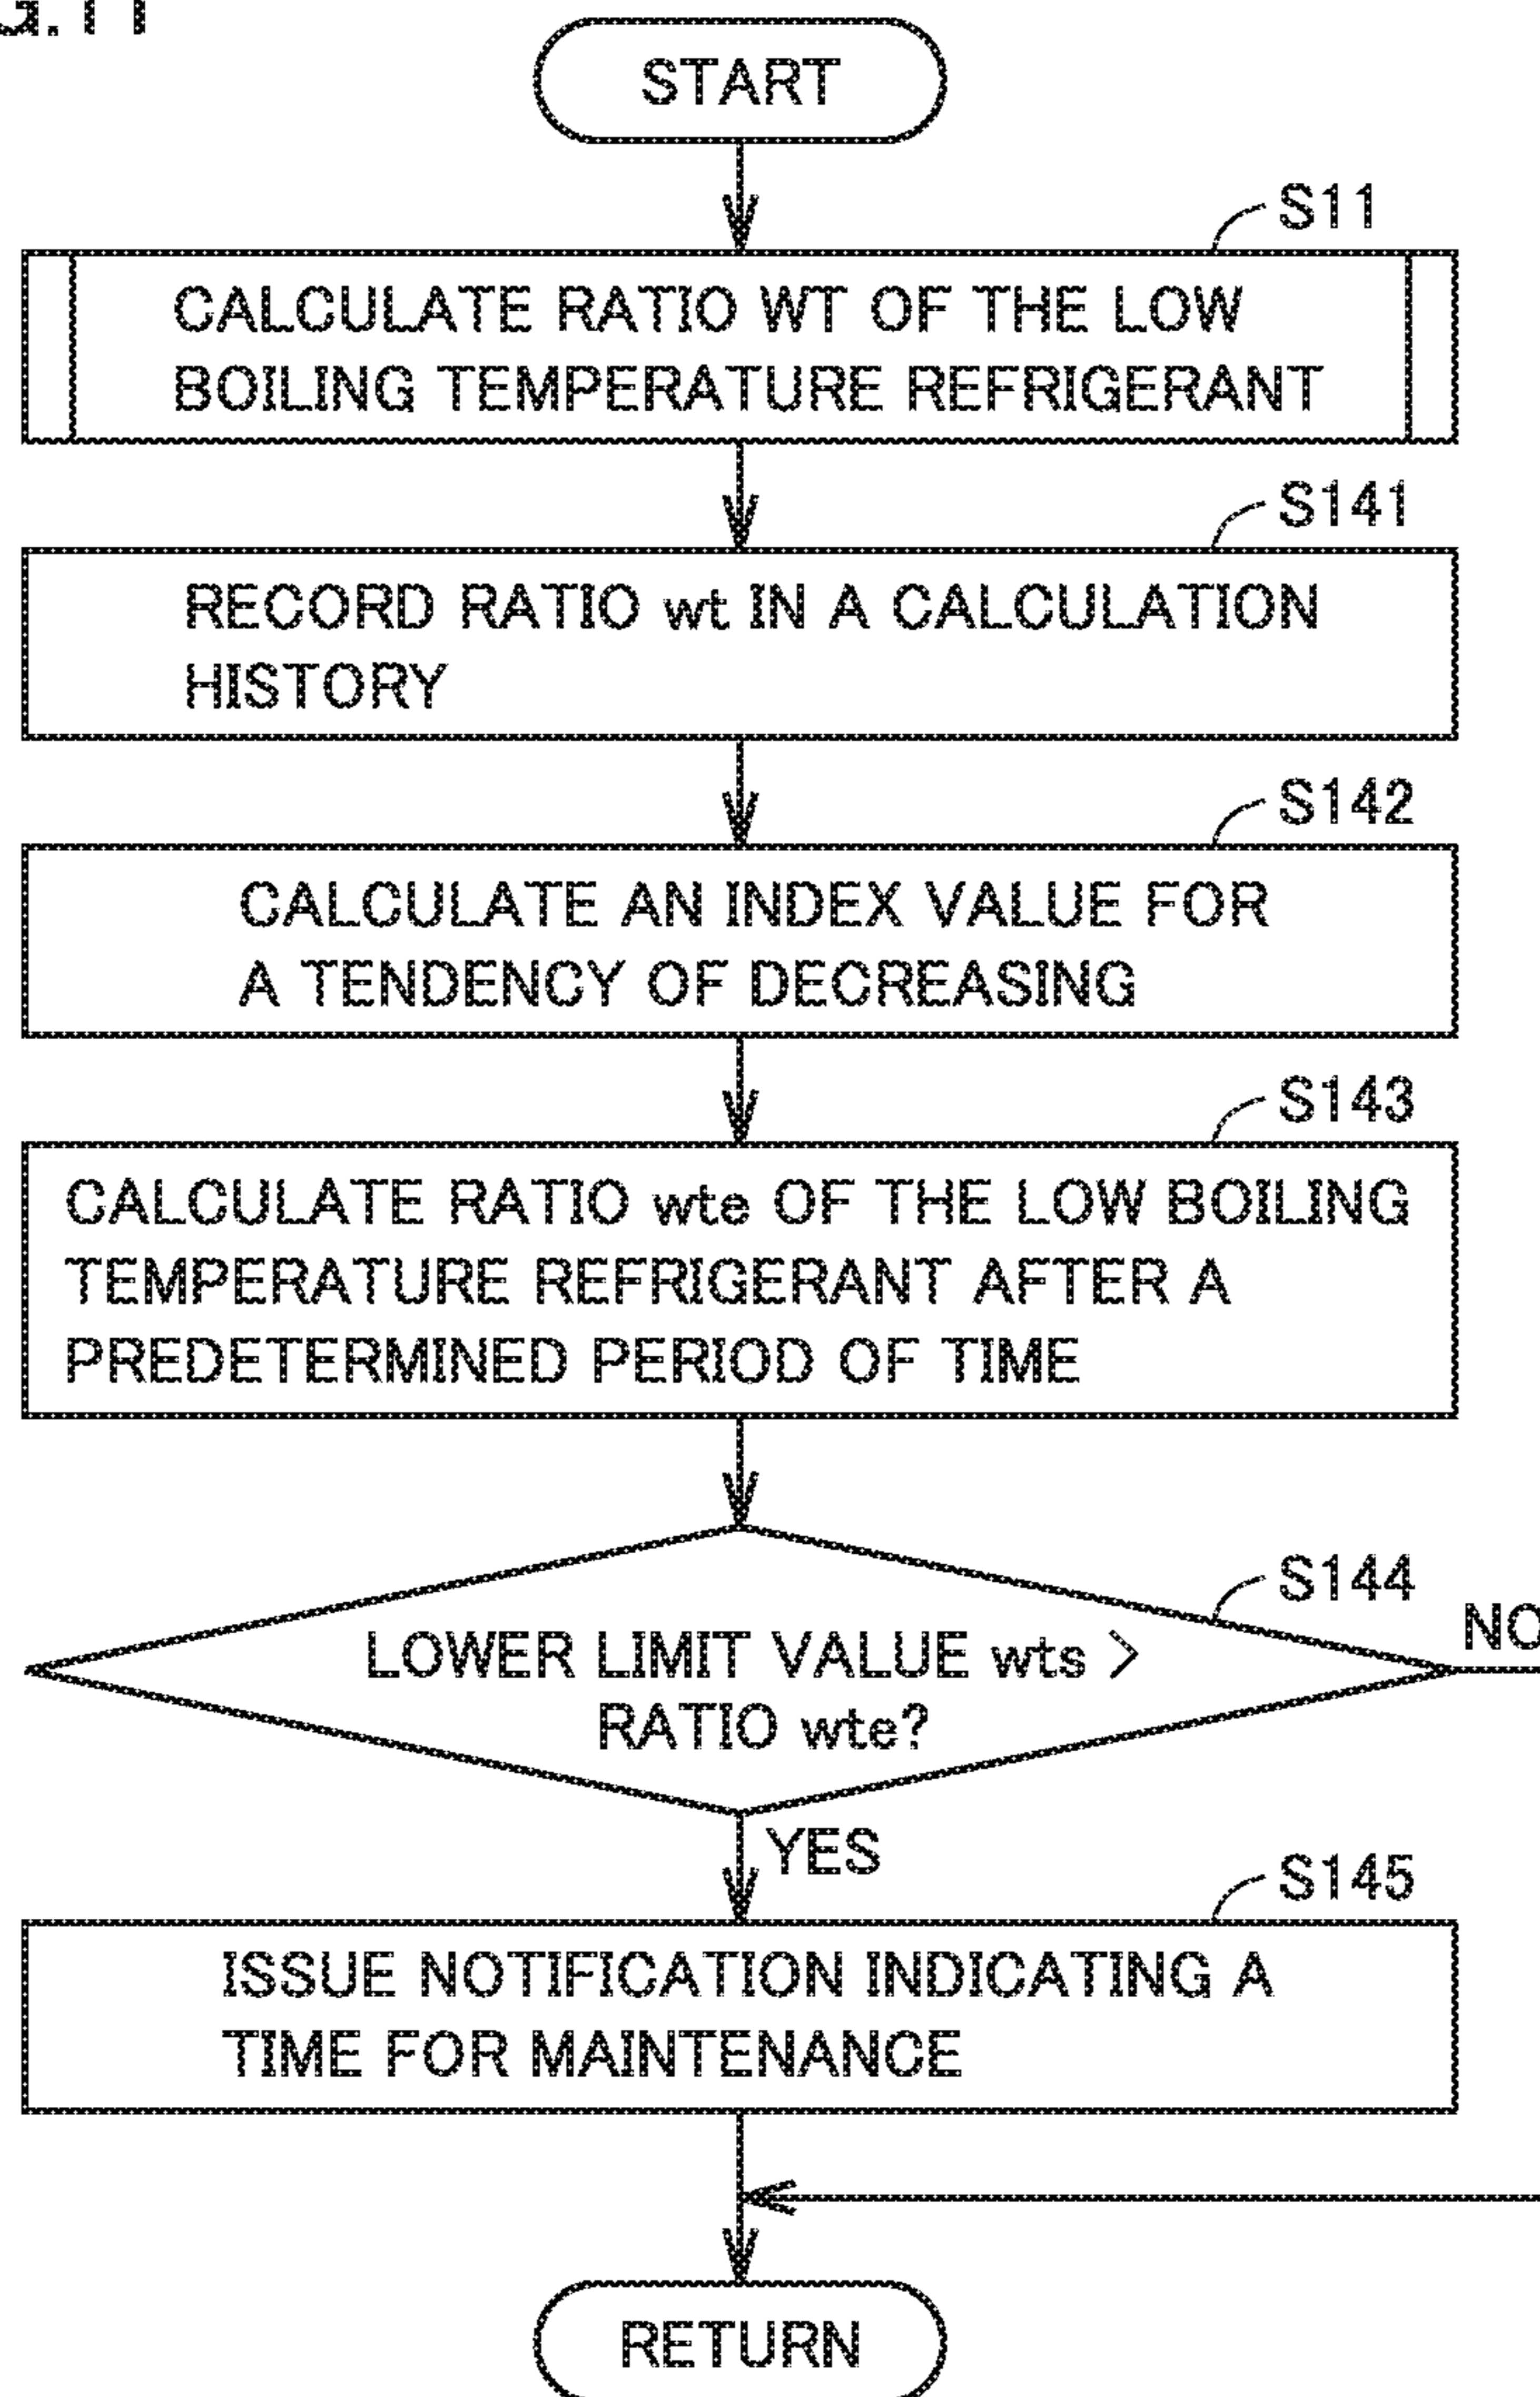 G.11
START
S11
CALCULATE RATIO WT OF THE LOW
BOILING TEMPERATURE REFRIGERANT
S141
RECORD RATIO wt IN A CALCULATION
HISTORY
S142
CALCULATE AN INDEX VALUE FOR
A TENDENCY OF DECREASING
S143
CALCULATE RATIO wte OF THE LOW BOILING
TEMPERATURE REFRIGERANT AFTER A
PREDETERMINED PERIOD OF TIME
S144
NO
LOWER LIMIT VALUE wts >
RATIO wte?
YES
S145
ISSUE NOTIFICATION INDICATING A
TIME FOR MAINTENANCE
RETURN